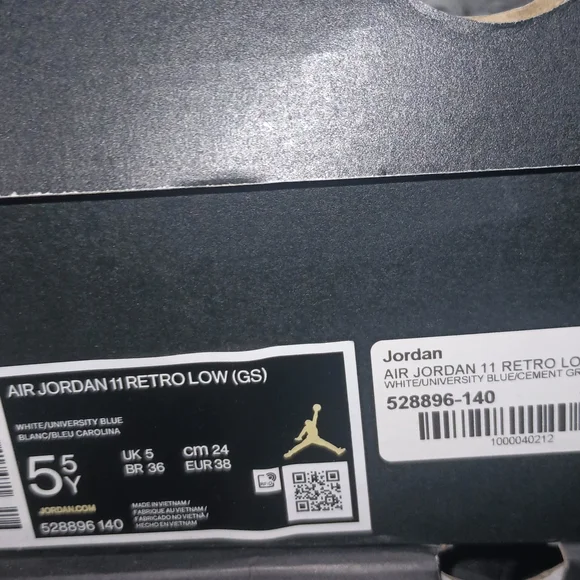 AIR JORDAN 11 RETRO LOW (GS)
WHITE/UNIVERSITY BLUE
BLANC/BLEU CAROLINA
5.5Y
UK 5
BR 36
CM 24
EUR 38
JORDAN.COM
528896 140
MADE IN VIETNAM/
FABRIQUE AU VIETNAM/
FABRICADO NO VIETNÃ/
HECHO EN VIETNAM
Jordan
AIR JORDAN 11 RETRO LO
WHITE/UNIVERSITY BLUE/CEMENT GR
528896-140
1000040212